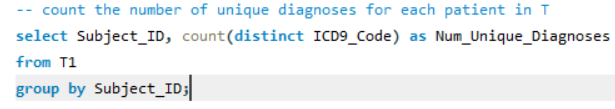 -- count the number of unique diagnoses for each patient in T
select Subject_ID, count(distinct ICD9_Code) as Num_Unique_Diagnoses
from T1
group by Subject_ID;